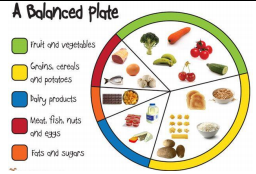 A Balanced Plate
Fruit and vegetables
Grains, cereals
and potatoes
Dairy products
Meat, fish, nuts
and eggs
Fats and sugars